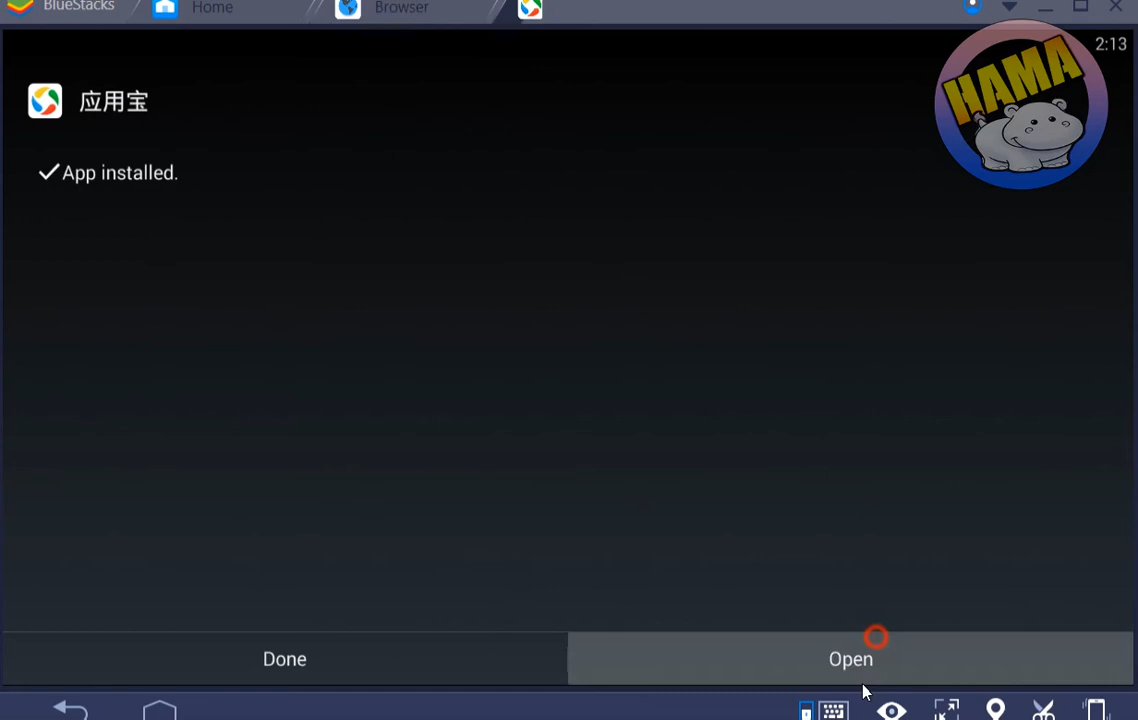 BlueStacks
Home
Browser
2:13
HAMA
应用宝
App installed.
Done
Open